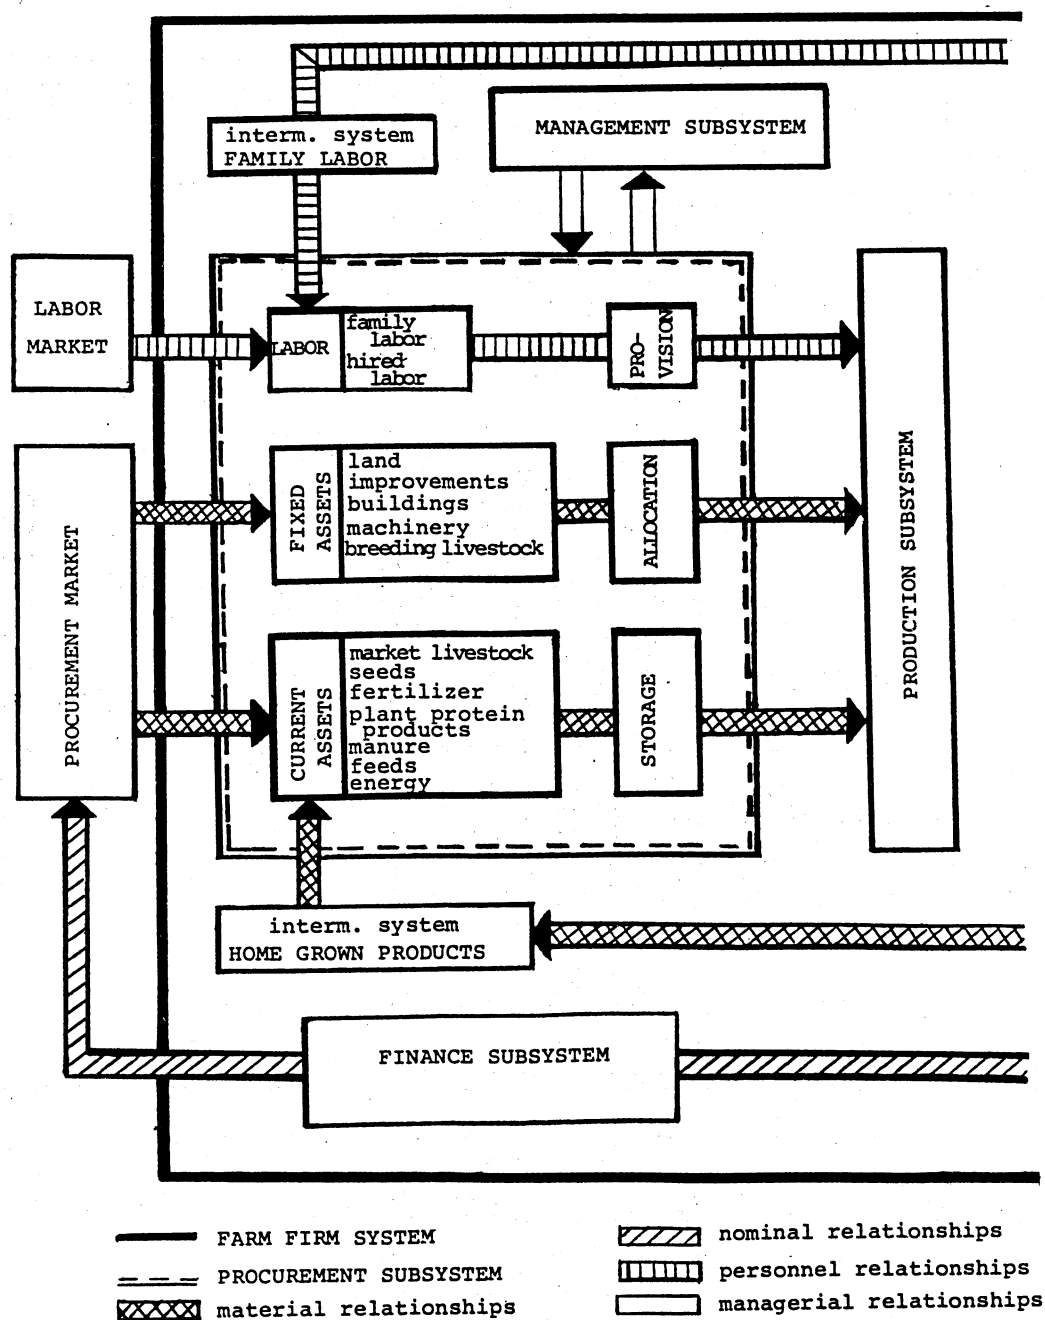 interm. system
FAMILY LABOR
MANAGEMENT SUBSYSTEM
LABOR
MARKET
LABOR
family
labor
hired
labor
PRO-
VISION
PROCUREMENT MARKET
FIXED
ASSETS
land
improvements
buildings
machinery
breeding livestock
ALLOCATION
PRODUCTION SUBSYSTEM
CURRENT
ASSETS
market livestock
seeds
fertilizer
plant protein
products
manure
feeds
energy
STORAGE
interm. system
HOME GROWN PRODUCTS
FINANCE SUBSYSTEM
FARM FIRM SYSTEM
PROCUREMENT SUBSYSTEM
material relationships
nominal relationships
personnel relationships
managerial relationships